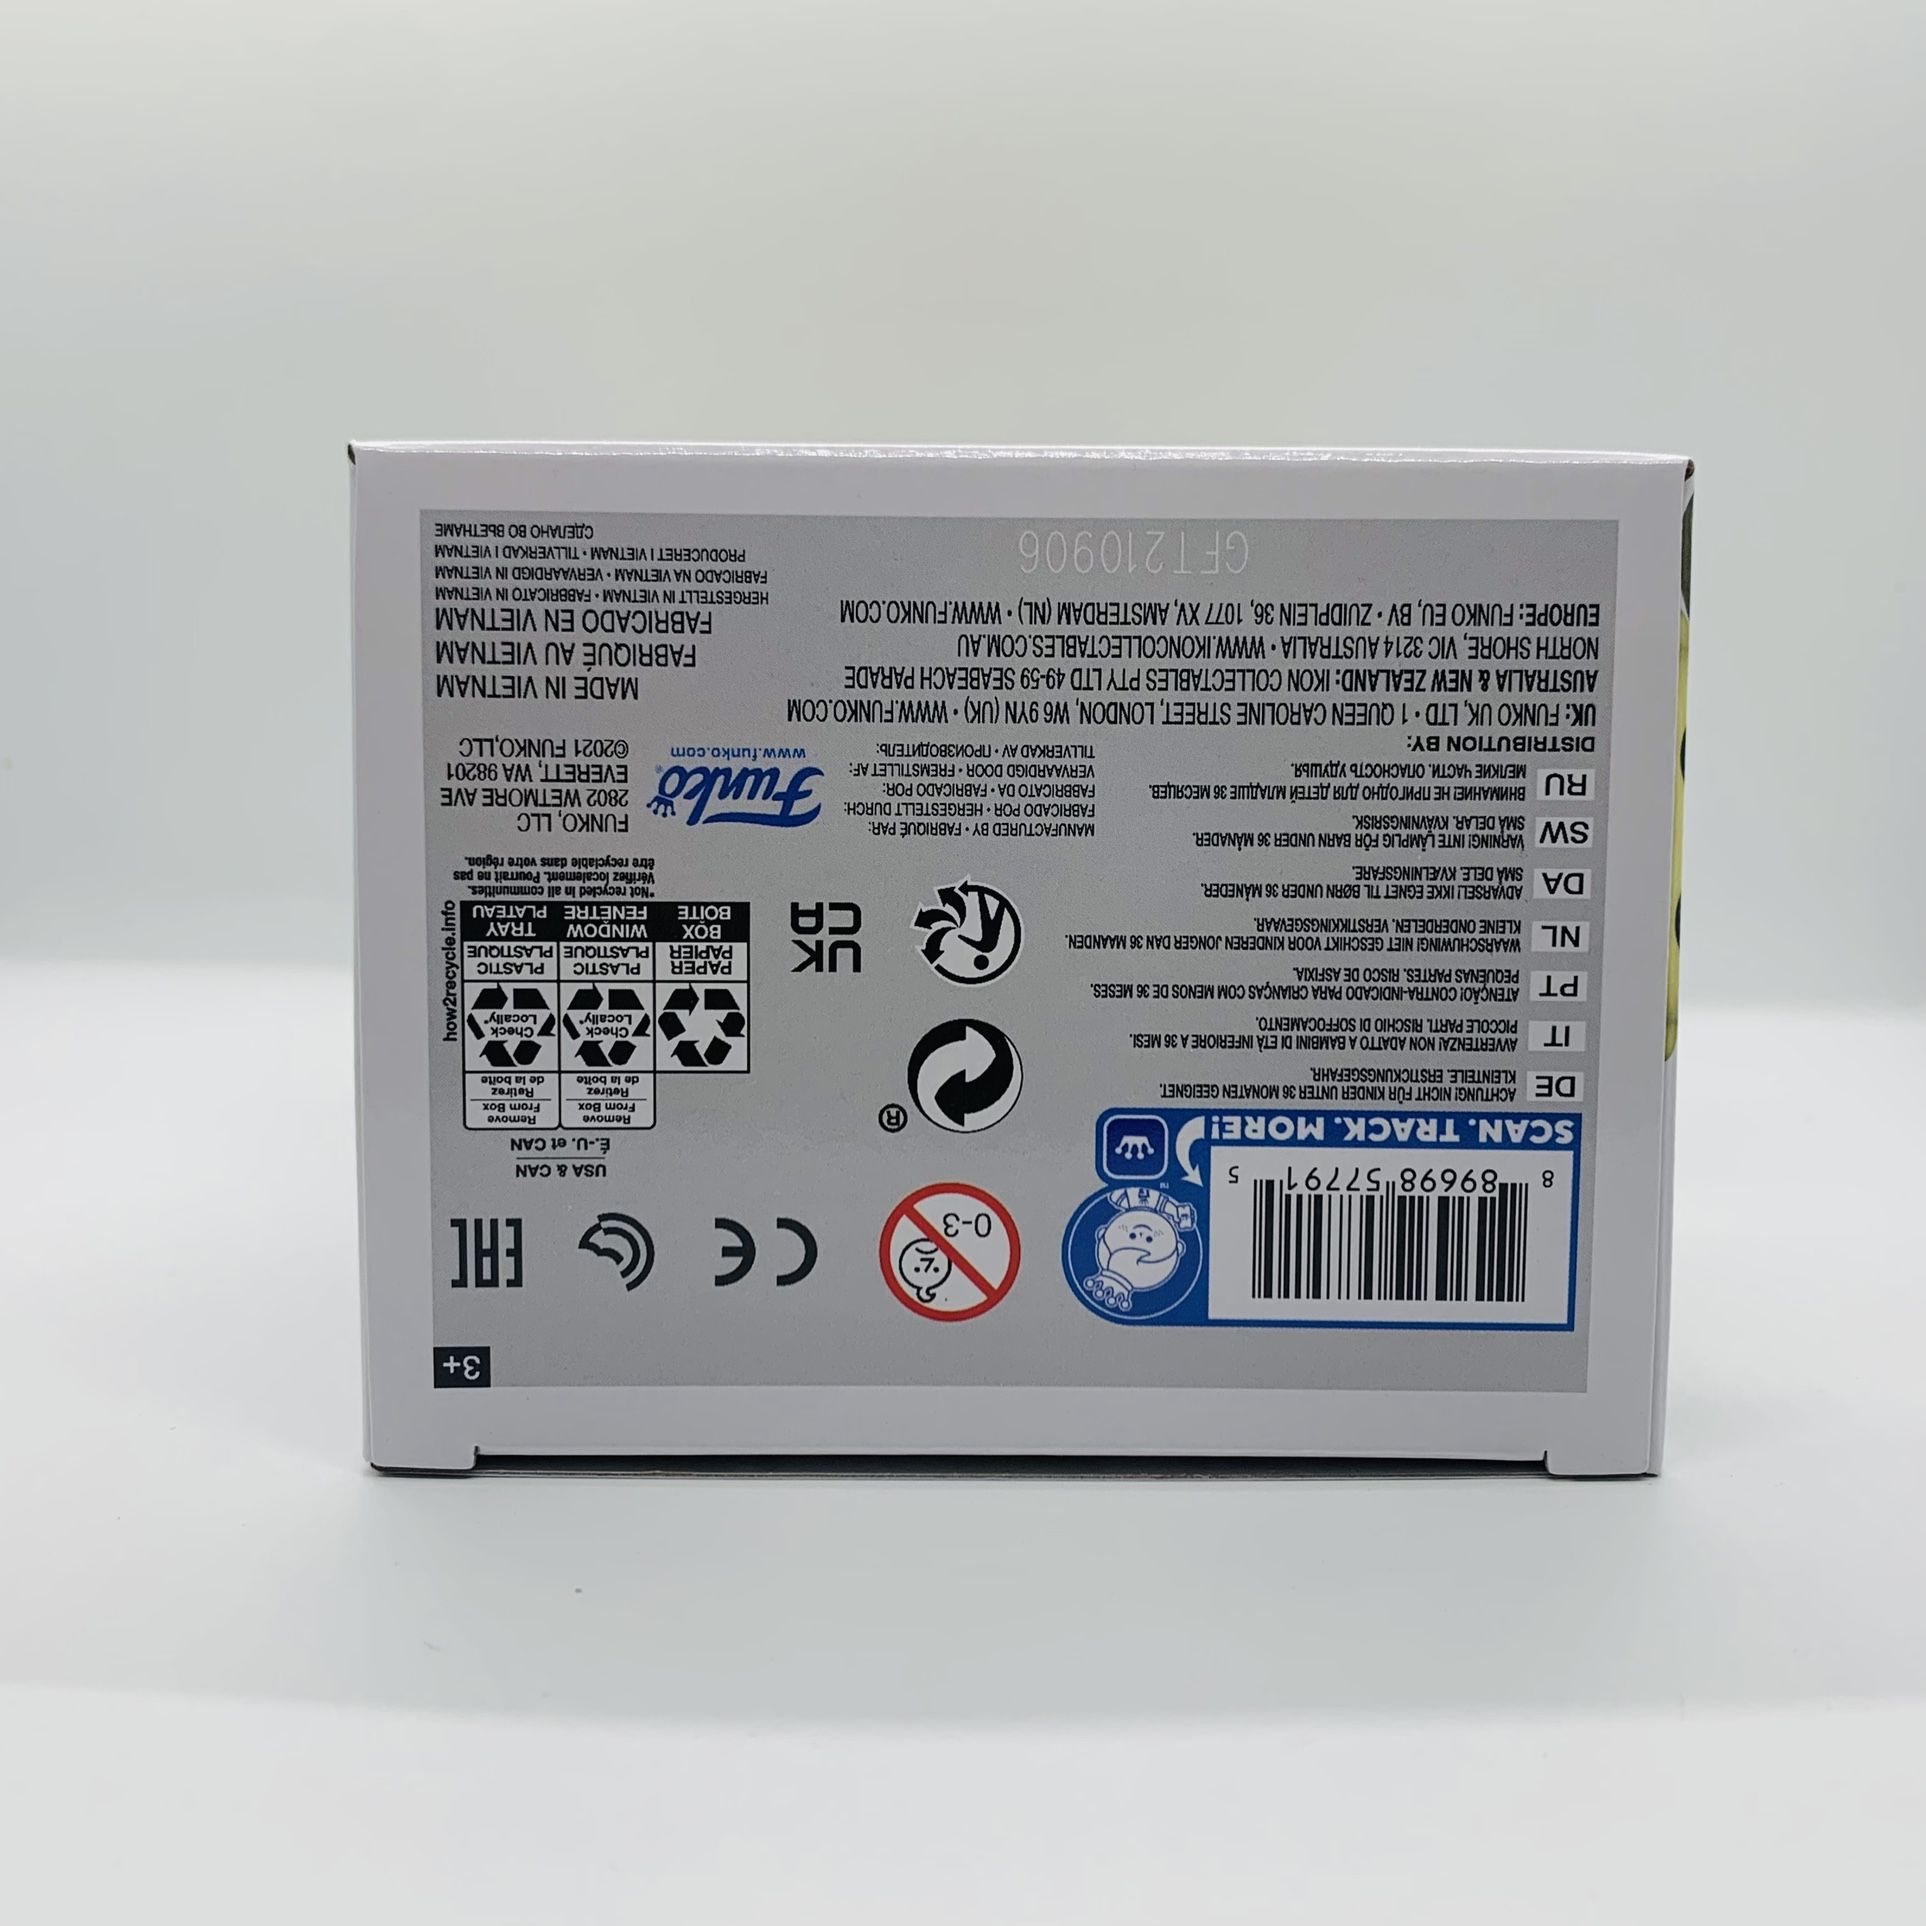 3+
8 89698 57791 5
SCAN. TRACK. MORE!
TM
0-3
CE
EAC
USA & CAN
É.-U. et CAN
Remove
From Box
Retirez
de la boîte
Remove
From Box
Retirez
de la boîte
Check
Locally*
Check
Locally*
PAPER
PAPIER
PLASTIC
PLASTIQUE
PLASTIC
PLASTIQUE
BOX
BOÎTE
WINDOW
FENÊTRE
TRAY
PLATEAU
how2recycle.info
*Not recycled in all communities.
Vérifiez localement. Pourrait ne pas
être recyclable dans votre région.
®
UK
CA
DE ACHTUNG! NICHT FÜR KINDER UNTER 36 MONATEN GEEIGNET.
KLEINTEILE. ERSTICKUNGSGEFAHR.
IT AVVERTENZA! NON ADATTO A BAMBINI DI ETÀ INFERIORE A 36 MESI.
PICCOLE PARTI. RISCHIO DI SOFFOCAMENTO.
PT ATENÇÃO! CONTRA-INDICADO PARA CRIANÇAS COM MENOS DE 36 MESES.
PEQUENAS PARTES. RISCO DE ASFIXIA.
NL WAARSCHUWING! NIET GESCHIKT VOOR KINDEREN JONGER DAN 36 MAANDEN.
KLEINE ONDERDELEN. VERSTIKKINGSGEVAAR.
DA ADVARSEL! IKKE EGNET TIL BØRN UNDER 36 MÅNEDER.
SMÅ DELE. KVÆLNINGSFARE.
SW VARNING! INTE LÄMPLIG FÖR BARN UNDER 36 MÅNADER.
SMÅ DELAR. KVÄVNINGSRISK.
RU ВНИМАНИЕ! НЕ ПРИГОДНО ДЛЯ ДЕТЕЙ МЛАДШЕ 36 МЕСЯЦЕВ.
МЕЛКИЕ ЧАСТИ. ОПАСНОСТЬ УДУШЬЯ.
MANUFACTURED BY • FABRIQUÉ PAR:
FABRICADO POR • HERGESTELLT DURCH:
FABBRICATO DA • FABRICADO POR:
VERVAARDIGD DOOR • FREMSTILLET AF:
TILLVERKAD AV • ПРОИЗВОДИТЕЛЬ:
Funko®
www.funko.com
FUNKO, LLC
2802 WETMORE AVE
EVERETT, WA 98201
©2021 FUNKO,LLC
DISTRIBUTION BY:
UK: FUNKO UK, LTD • 1 QUEEN CAROLINE STREET, LONDON, W6 9YN (UK) • WWW.FUNKO.COM
AUSTRALIA & NEW ZEALAND: IKON COLLECTABLES PTY LTD 49-59 SEABEACH PARADE
NORTH SHORE, VIC 3214 AUSTRALIA • WWW.IKONCOLLECTABLES.COM.AU
EUROPE: FUNKO EU, BV • ZUIDPLEIN 36, 1077 XV, AMSTERDAM (NL) • WWW.FUNKO.COM
MADE IN VIETNAM
FABRIQUÉ AU VIETNAM
FABRICADO EN VIETNAM
HERGESTELLT IN VIETNAM • FABBRICATO IN VIETNAM
FABRICADO NA VIETNAM • VERVAARDIGD IN VIETNAM
PRODUCERET I VIETNAM • TILLVERKAD I VIETNAM
СДЕЛАНО ВО ВЬЕТНАМЕ
GFT210906